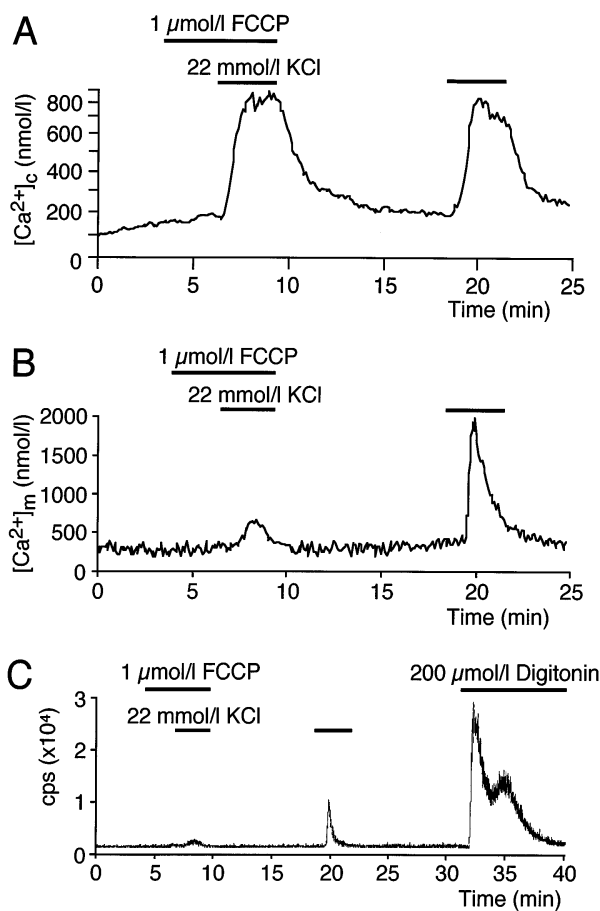 A
1 µmol/l FCCP
22 mmol/l KCl
[Ca2+]c (nmol/l)
800
600
400
200
0
0 5 10 15 20 25
Time (min)
B
1 µmol/l FCCP
22 mmol/l KCl
[Ca2+]m (nmol/l)
2000
1500
1000
500
0
0 5 10 15 20 25
Time (min)
C
1 µmol/l FCCP
200 µmol/l Digitonin
22 mmol/l KCl
cps (x10⁴)
3
2
1
0
0 5 10 15 20 25 30 35 40
Time (min)